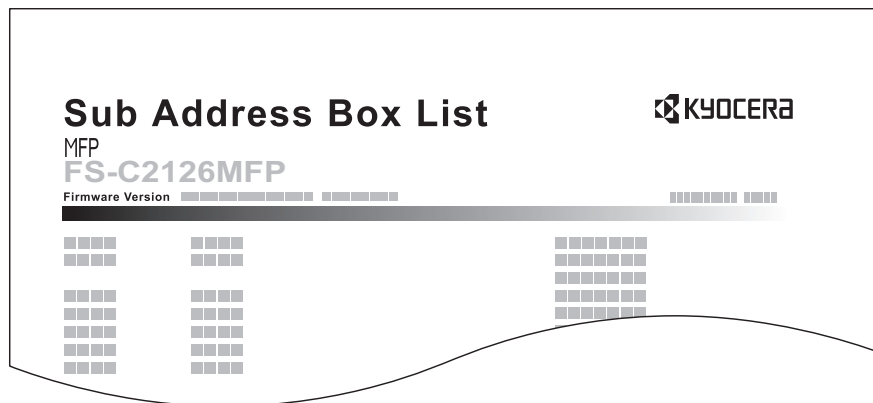 Sub Address Box List
KYOCERA
MFP
FS-C2126MFP
Firmware Version